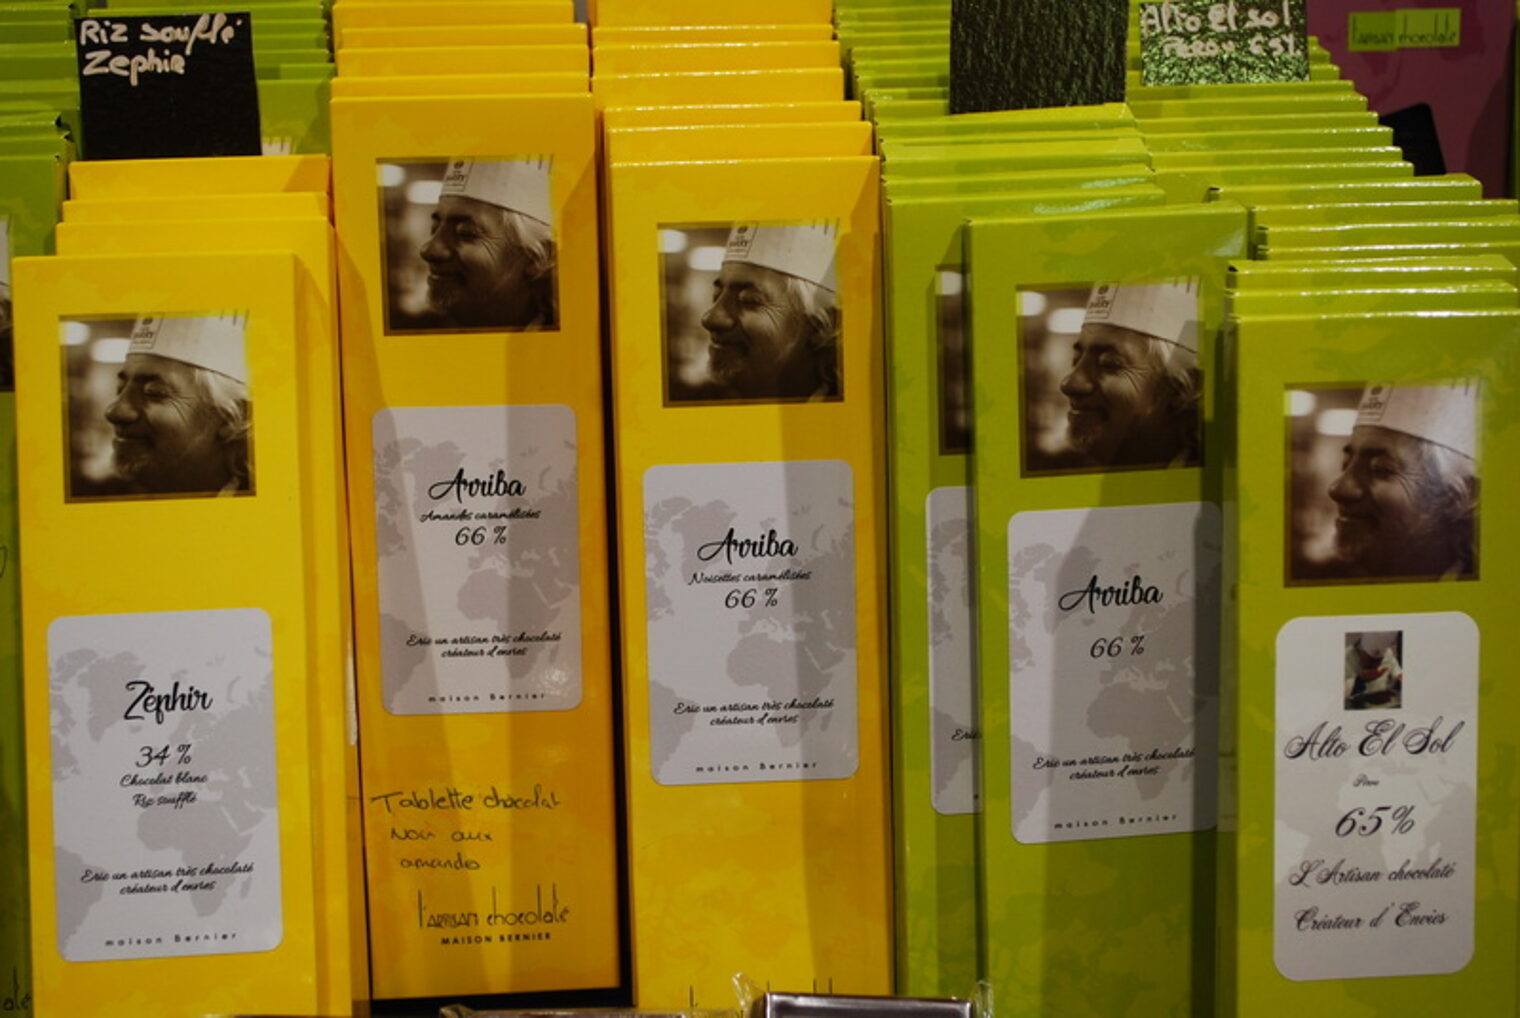 Riz soufflé
Zephir
Alto El sol
PEROU 65%
l'artisan chocolaté
Zéphir
34 %
Chocolat blanc
Riz soufflé
Eric un artisan très chocolaté
créateur d'envies
maison Bernier
Arriba
Amandes caramélisées
66 %
Eric un artisan très chocolaté
créateur d'envies
maison Bernier
Tablette chocolat
Noir aux
amandes
l'artisan chocolaté
MAISON BERNIER
Arriba
Noisettes caramélisées
66 %
Eric un artisan très chocolaté
créateur d'envies
maison Bernier
Eric
Arriba
66 %
Eric un artisan très chocolaté
créateur d'envies
maison Bernier
Alto El Sol
Pérou
65%
L'Artisan chocolaté
Créateur d'Envies